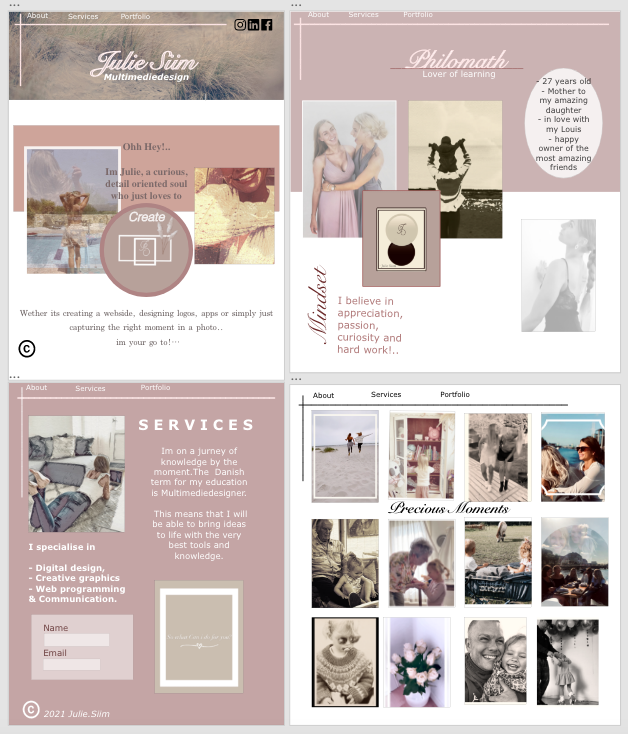 About Services Portfolio
Julie Siim
Multimediedesign
Ohh Hey!..
Im Julie, a curious,
detail oriented soul
who just loves to
Create
Wether its creating a webside, designing logos, apps or simply just
capturing the right moment in a photo..
im your go to!...
©
About Services Portfolio
Philomath
Lover of learning
- 27 years old
- Mother to
my amazing
daughter
- in love with
my Louis
- happy
owner of the
most amazing
friends
Mindset
I believe in
appreciation,
passion,
curiosity and
hard work!..
About Services Portfolio
SERVICES
Im on a jurney of
knowledge by the
moment.The Danish
term for my education
is Multimediedesigner.
This means that I will
be able to bring ideas
to life with the very
best tools and
knowledge.
I specialise in
- Digital design,
- Creative graphics
- Web programming
& Communication.
Name
Email
© 2021 Julie.Siim
About Services Portfolio
Precious Moments